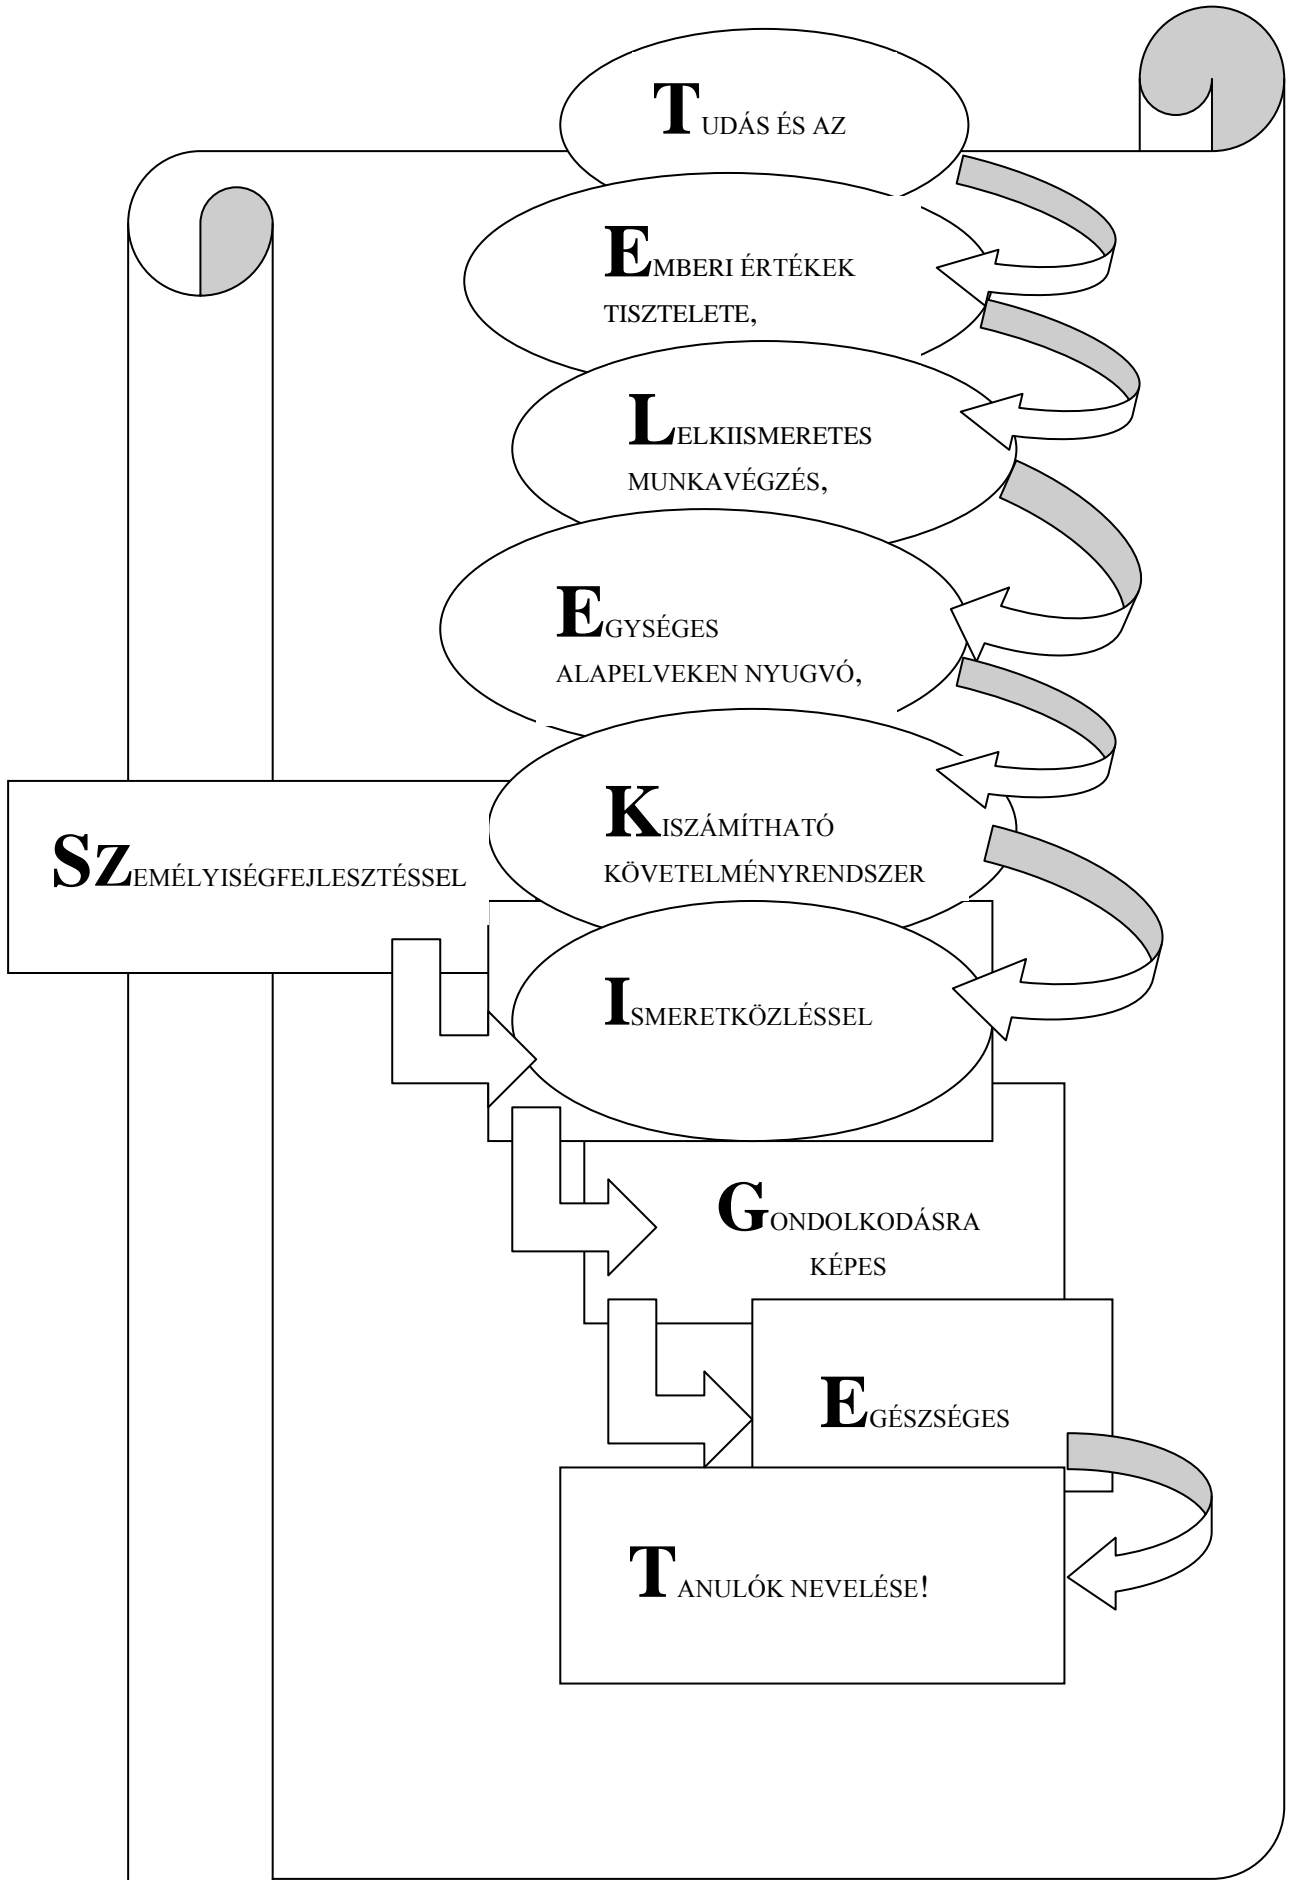 TUDÁS ÉS AZ
EMBERI ÉRTÉKEK
TISZTELETE,
LELKIISMERETES
MUNKAVÉGZÉS,
EGYSÉGES
ALAPELVEKEN NYUGVÓ,
KISZÁMÍTHATÓ
KÖVETELMÉNYRENDSZER
SZEMÉLYISÉGFEJLESZTÉSSEL
ISMERETKÖZLÉSSEL
GONDOLKODÁSRA
KÉPES
EGÉSZSÉGES
TANULÓK NEVELÉSE!